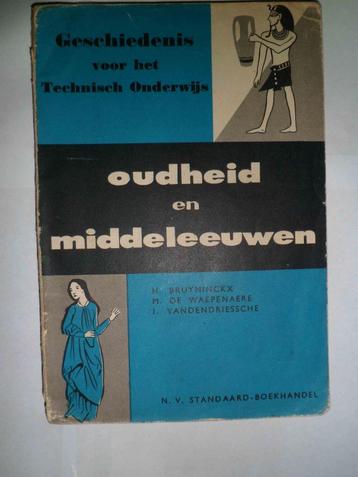 Geschiedenis
voor het
Technisch Onderwijs
oudheid
en
middeleeuwen
H. BRUYNINCKX
M. DE WAEPENAERE
I. VANDENDRIESSCHE
N. V. STANDAARD-BOEKHANDEL